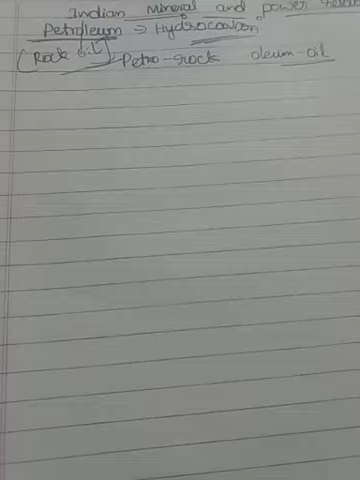 Indian Mineral and power
Petroleum → Hydrocarbon
(Rock oil) Petro-rock oleum-oil